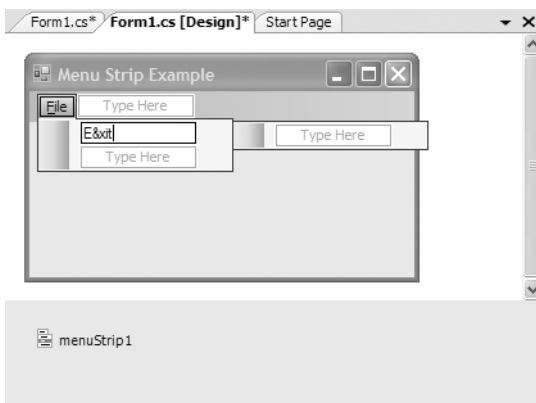 Form1.cs* Form1.cs [Design]* Start Page
Menu Strip Example
File Type Here
E&xit Type Here
Type Here
menuStrip1